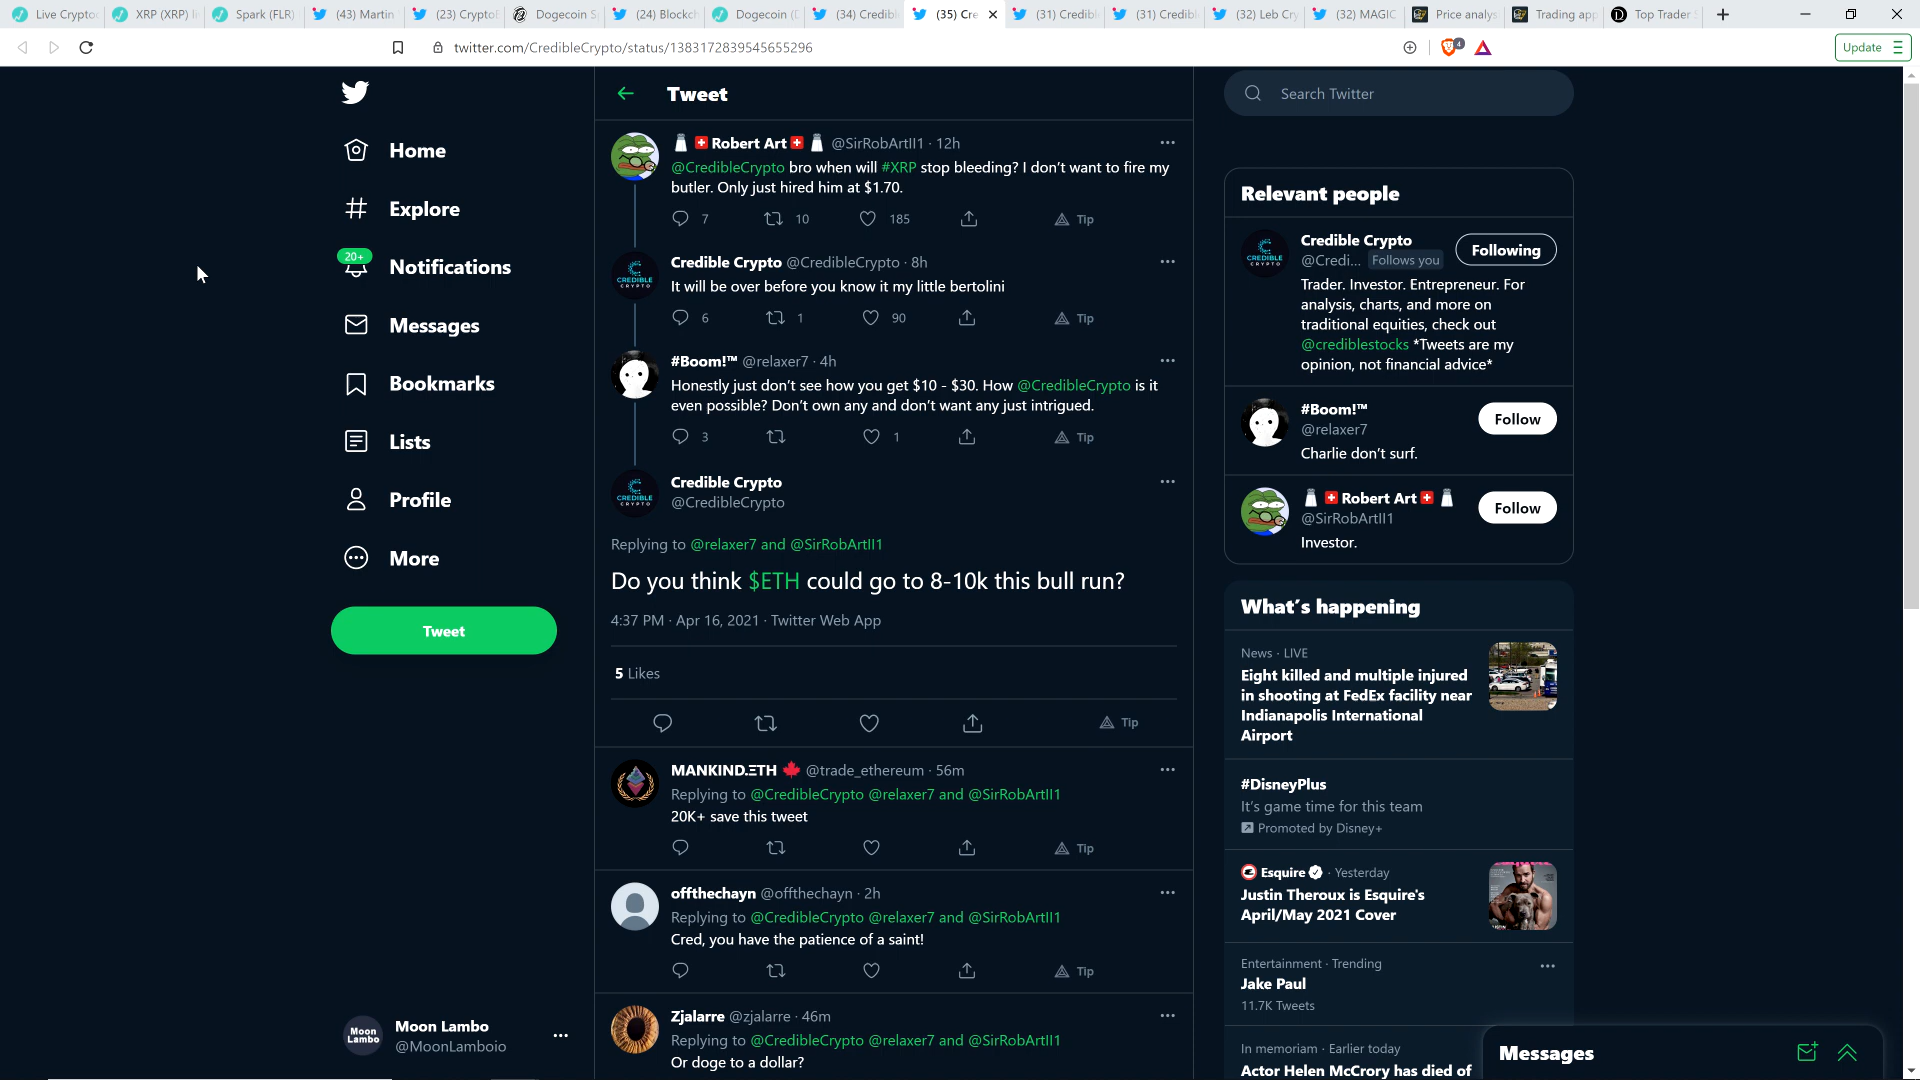 Live Crypto
XRP (XRP) li
Spark (FLR)
(43) Martin
(23) Crypto
Dogecoin S
(24) Blockch
Dogecoin (D
(34) Credibl
(35) Cre
(31) Credibl
(31) Credibl
(32) Leb Cry
(32) MAGIC
Price analys
Trading app
Top Trader S
twitter.com/CredibleCrypto/status/1383172839545655296
4
Update
Home
Explore
20+
Notifications
Messages
Bookmarks
Lists
Profile
More
Tweet
Moon Lambo
Moon Lambo
@MoonLamboio
Tweet
Robert Art @SirRobArtII1 · 12h
@CredibleCrypto bro when will #XRP stop bleeding? I don't want to fire my
butler. Only just hired him at $1.70.
7 10 185 Tip
Credible Crypto @CredibleCrypto · 8h
It will be over before you know it my little bertolini
6 1 90 Tip
#Boom!™ @relaxer7 · 4h
Honestly just don't see how you get $10 - $30. How @CredibleCrypto is it
even possible? Don't own any and don't want any just intrigued.
3 1 Tip
Credible Crypto
@CredibleCrypto
Replying to @relaxer7 and @SirRobArtII1
Do you think $ETH could go to 8-10k this bull run?
4:37 PM · Apr 16, 2021 · Twitter Web App
5 Likes
Tip
MANKIND.ΞTH @trade_ethereum · 56m
Replying to @CredibleCrypto @relaxer7 and @SirRobArtII1
20K+ save this tweet
Tip
offthechayn @offthechayn · 2h
Replying to @CredibleCrypto @relaxer7 and @SirRobArtII1
Cred, you have the patience of a saint!
Tip
Zjalarre @zjalarre · 46m
Replying to @CredibleCrypto @relaxer7 and @SirRobArtII1
Or doge to a dollar?
Search Twitter
Relevant people
Credible Crypto
@Credi... Follows you
Following
Trader. Investor. Entrepreneur. For
analysis, charts, and more on
traditional equities, check out
@crediblestocks *Tweets are my
opinion, not financial advice*
#Boom!™
@relaxer7
Follow
Charlie don't surf.
Robert Art
@SirRobArtII1
Follow
Investor.
What's happening
News · LIVE
Eight killed and multiple injured
in shooting at FedEx facility near
Indianapolis International
Airport
#DisneyPlus
It's game time for this team
Promoted by Disney+
Esquire · Yesterday
Justin Theroux is Esquire's
April/May 2021 Cover
Entertainment · Trending
Jake Paul
11.7K Tweets
In memoriam · Earlier today
Actor Helen McCrory has died of
Messages